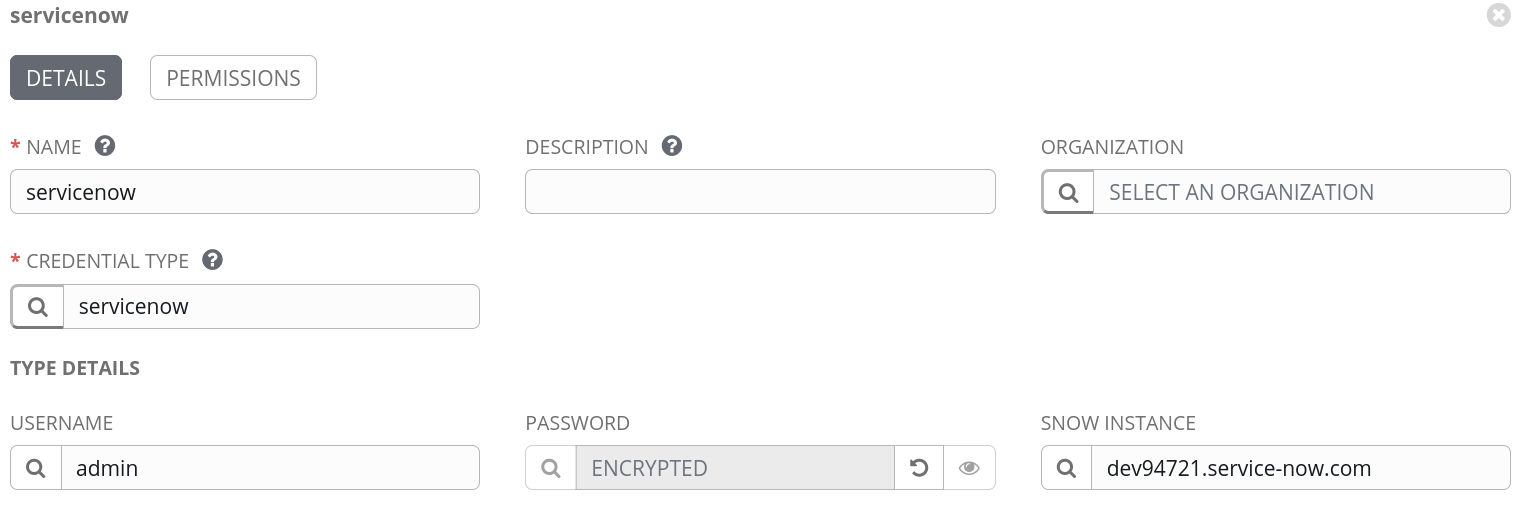 servicenow
DETAILS PERMISSIONS
* NAME ? DESCRIPTION ? ORGANIZATION
servicenow SELECT AN ORGANIZATION
* CREDENTIAL TYPE ?
servicenow
TYPE DETAILS
USERNAME PASSWORD SNOW INSTANCE
admin ENCRYPTED dev94721.service-now.com